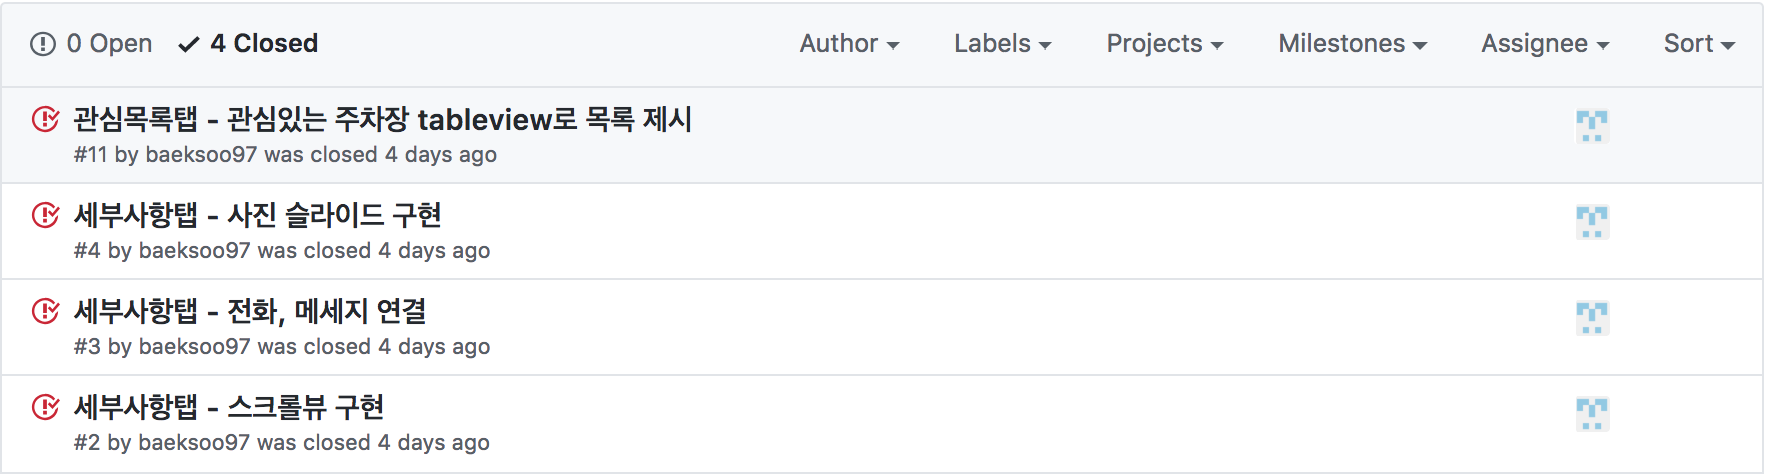 0 Open 4 Closed Author Labels Projects Milestones Assignee Sort
관심목록탭 - 관심있는 주차장 tableview로 목록 제시
#11 by baeksoo97 was closed 4 days ago
세부사항탭 - 사진 슬라이드 구현
#4 by baeksoo97 was closed 4 days ago
세부사항탭 - 전화, 메세지 연결
#3 by baeksoo97 was closed 4 days ago
세부사항탭 - 스크롤뷰 구현
#2 by baeksoo97 was closed 4 days ago